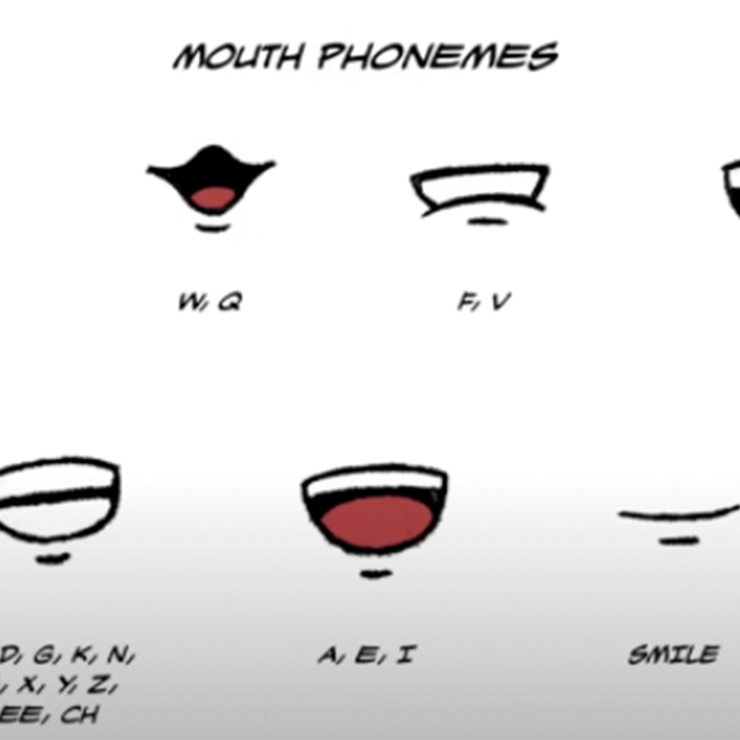 MOUTH PHONEMES
W, Q
F, V
D, G, K, N,
, X, Y, Z,
EE, CH
A, E, I
SMILE